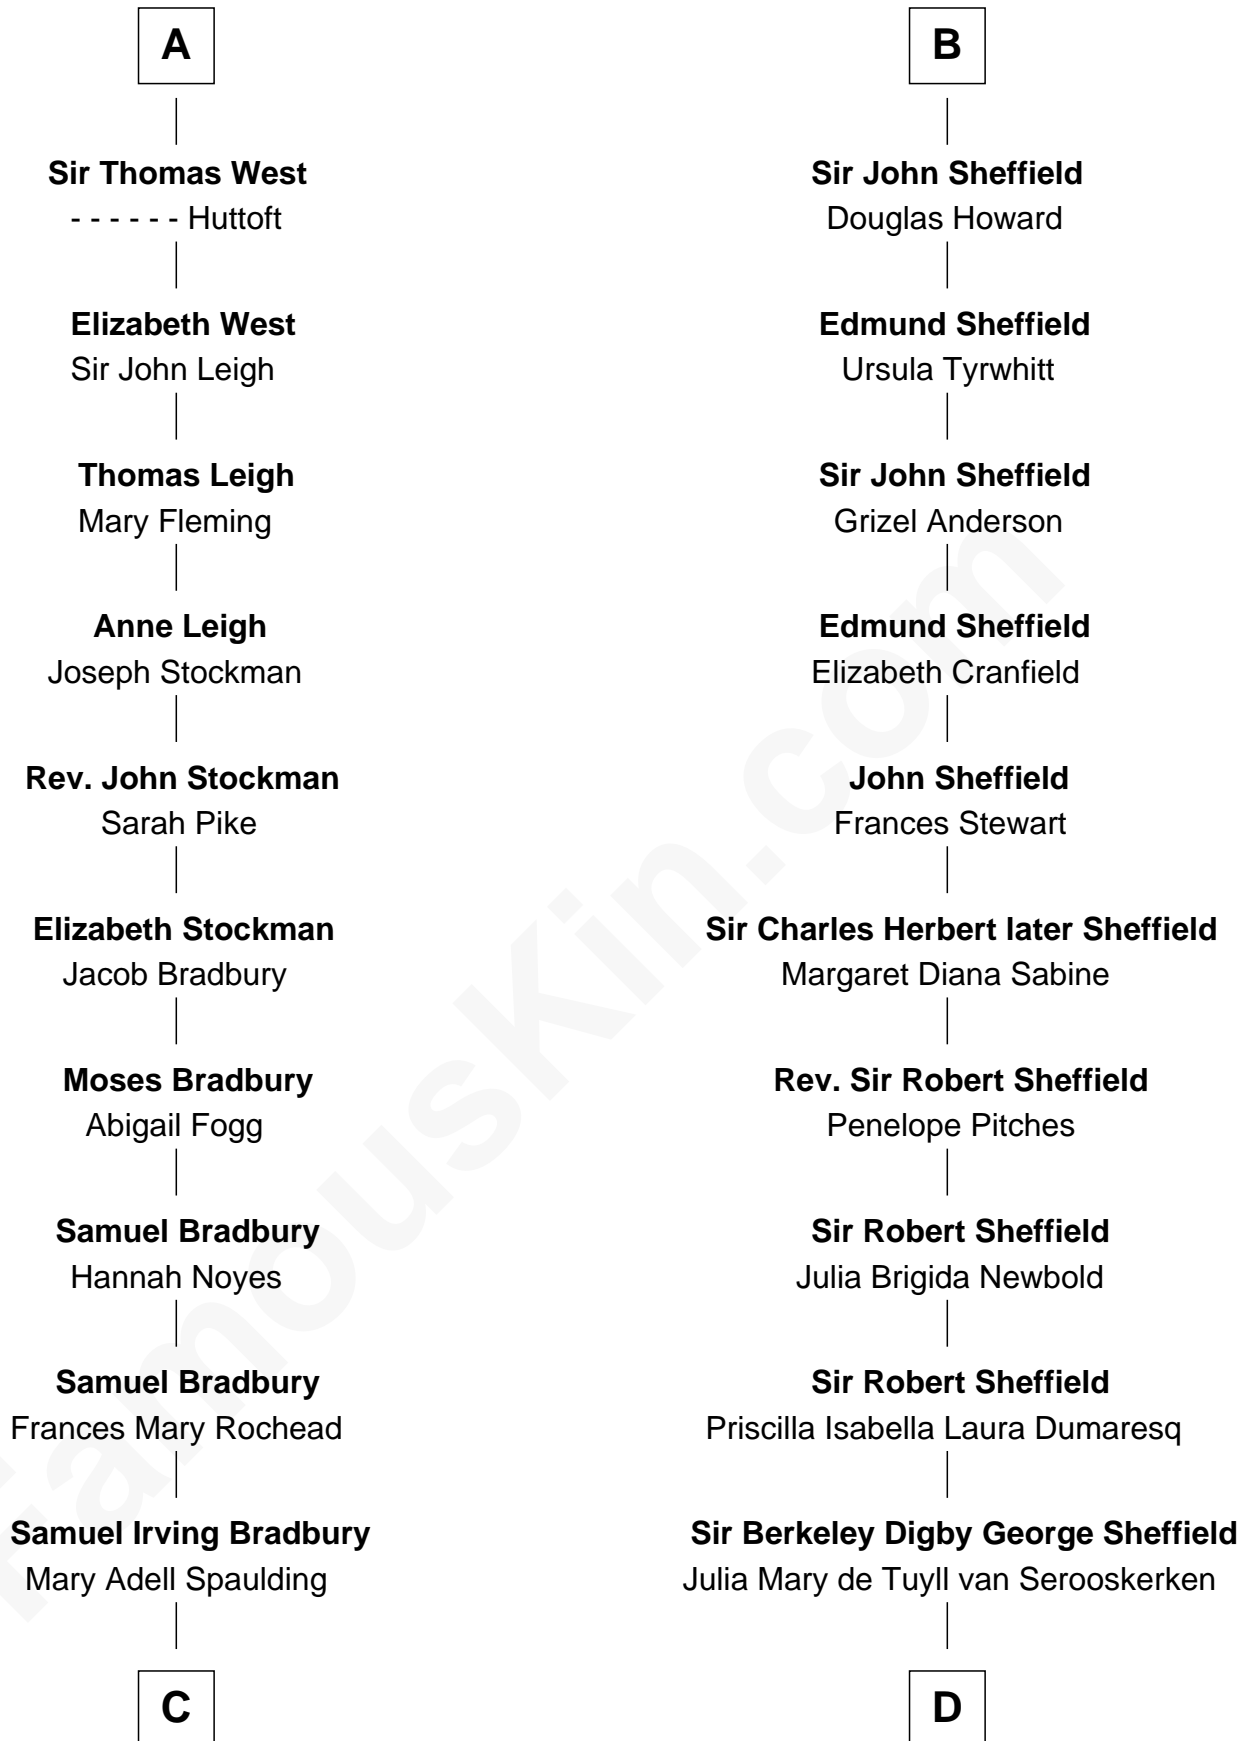 A
Sir Thomas West
- - - - - - Huttoft
Elizabeth West
Sir John Leigh
Thomas Leigh
Mary Fleming
Anne Leigh
Joseph Stockman
Rev. John Stockman
Sarah Pike
Elizabeth Stockman
Jacob Bradbury
Moses Bradbury
Abigail Fogg
Samuel Bradbury
Hannah Noyes
Samuel Bradbury
Frances Mary Rochead
Samuel Irving Bradbury
Mary Adell Spaulding
C
B
Sir John Sheffield
Douglas Howard
Edmund Sheffield
Ursula Tyrwhitt
Sir John Sheffield
Grizel Anderson
Edmund Sheffield
Elizabeth Cranfield
John Sheffield
Frances Stewart
Sir Charles Herbert later Sheffield
Margaret Diana Sabine
Rev. Sir Robert Sheffield
Penelope Pitches
Sir Robert Sheffield
Julia Brigida Newbold
Sir Robert Sheffield
Priscilla Isabella Laura Dumaresq
Sir Berkeley Digby George Sheffield
Julia Mary de Tuyll van Serooskerken
D
FamousKin.com